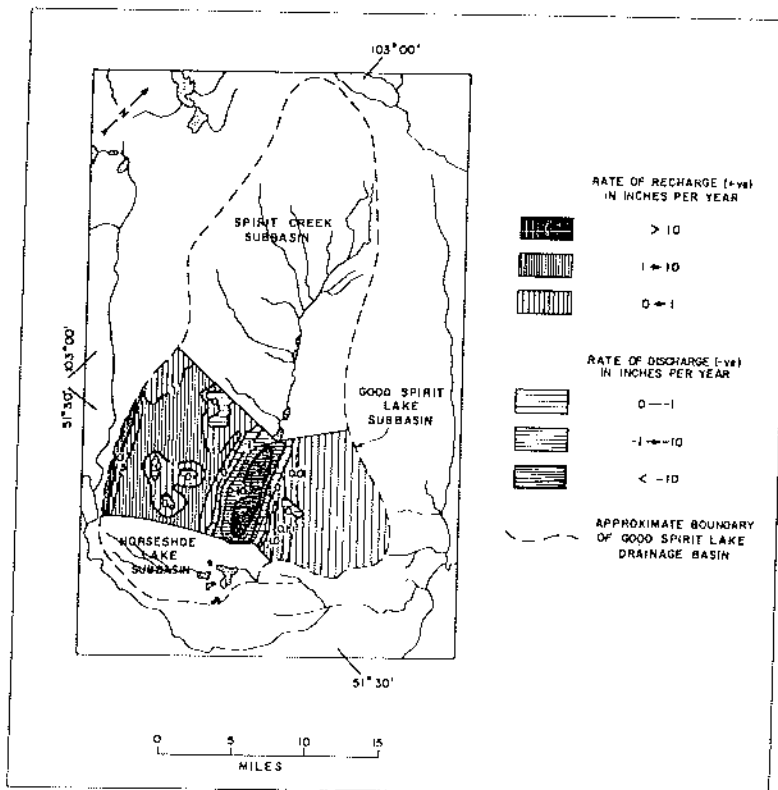 103°00'
N
SPIRIT CREEK
SUBBASIN
103°00'
51°30'
GOOD SPIRIT
LAKE
SUBBASIN
HORSESHOE
LAKE
SUBBASIN
51°30'
RATE OF RECHARGE (+ve)
IN INCHES PER YEAR
> 10
1 ↔ 10
0 ↔ 1
RATE OF DISCHARGE (-ve)
IN INCHES PER YEAR
0 — -1
-1 ↔ -10
< -10
APPROXIMATE BOUNDARY
OF GOOD SPIRIT LAKE
DRAINAGE BASIN
0 5 10 15
MILES